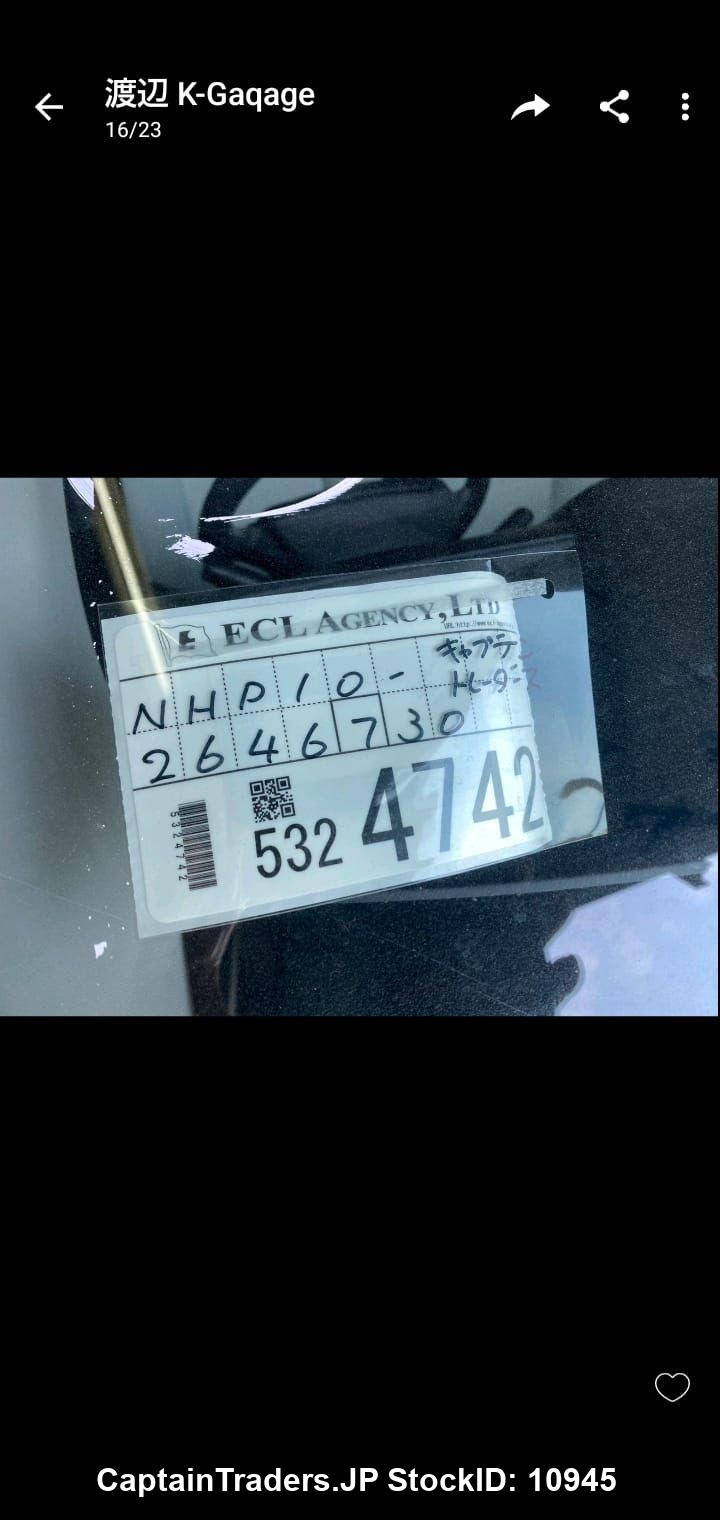 渡辺 K-Gaqage
16/23
ECL AGENCY, LTD
キャプテン
トレーダース
NHP10-
2646730
5324742
532 4742
CaptainTraders.JP StockID: 10945